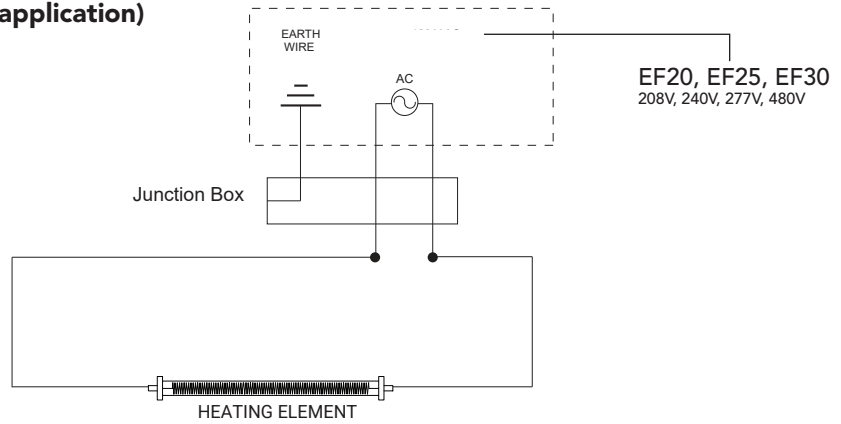 application)
EARTH
WIRE
AC
EF20, EF25, EF30
208V, 240V, 277V, 480V
Junction Box
HEATING ELEMENT